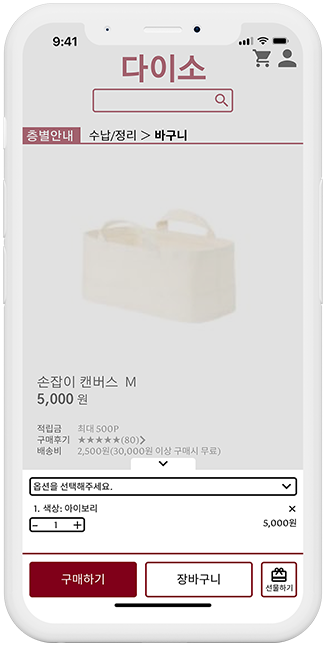 9:41
다이소
층별안내 수납/정리 > 바구니
손잡이 캔버스 M
5,000 원
적립금 최대 500P
구매후기 ★★★★★(80)>
배송비 2,500원(30,000원 이상 구매시 무료)
옵션을 선택해주세요.
1. 색상: 아이보리 ×
– 1 + 5,000원
구매하기 장바구니 선물하기